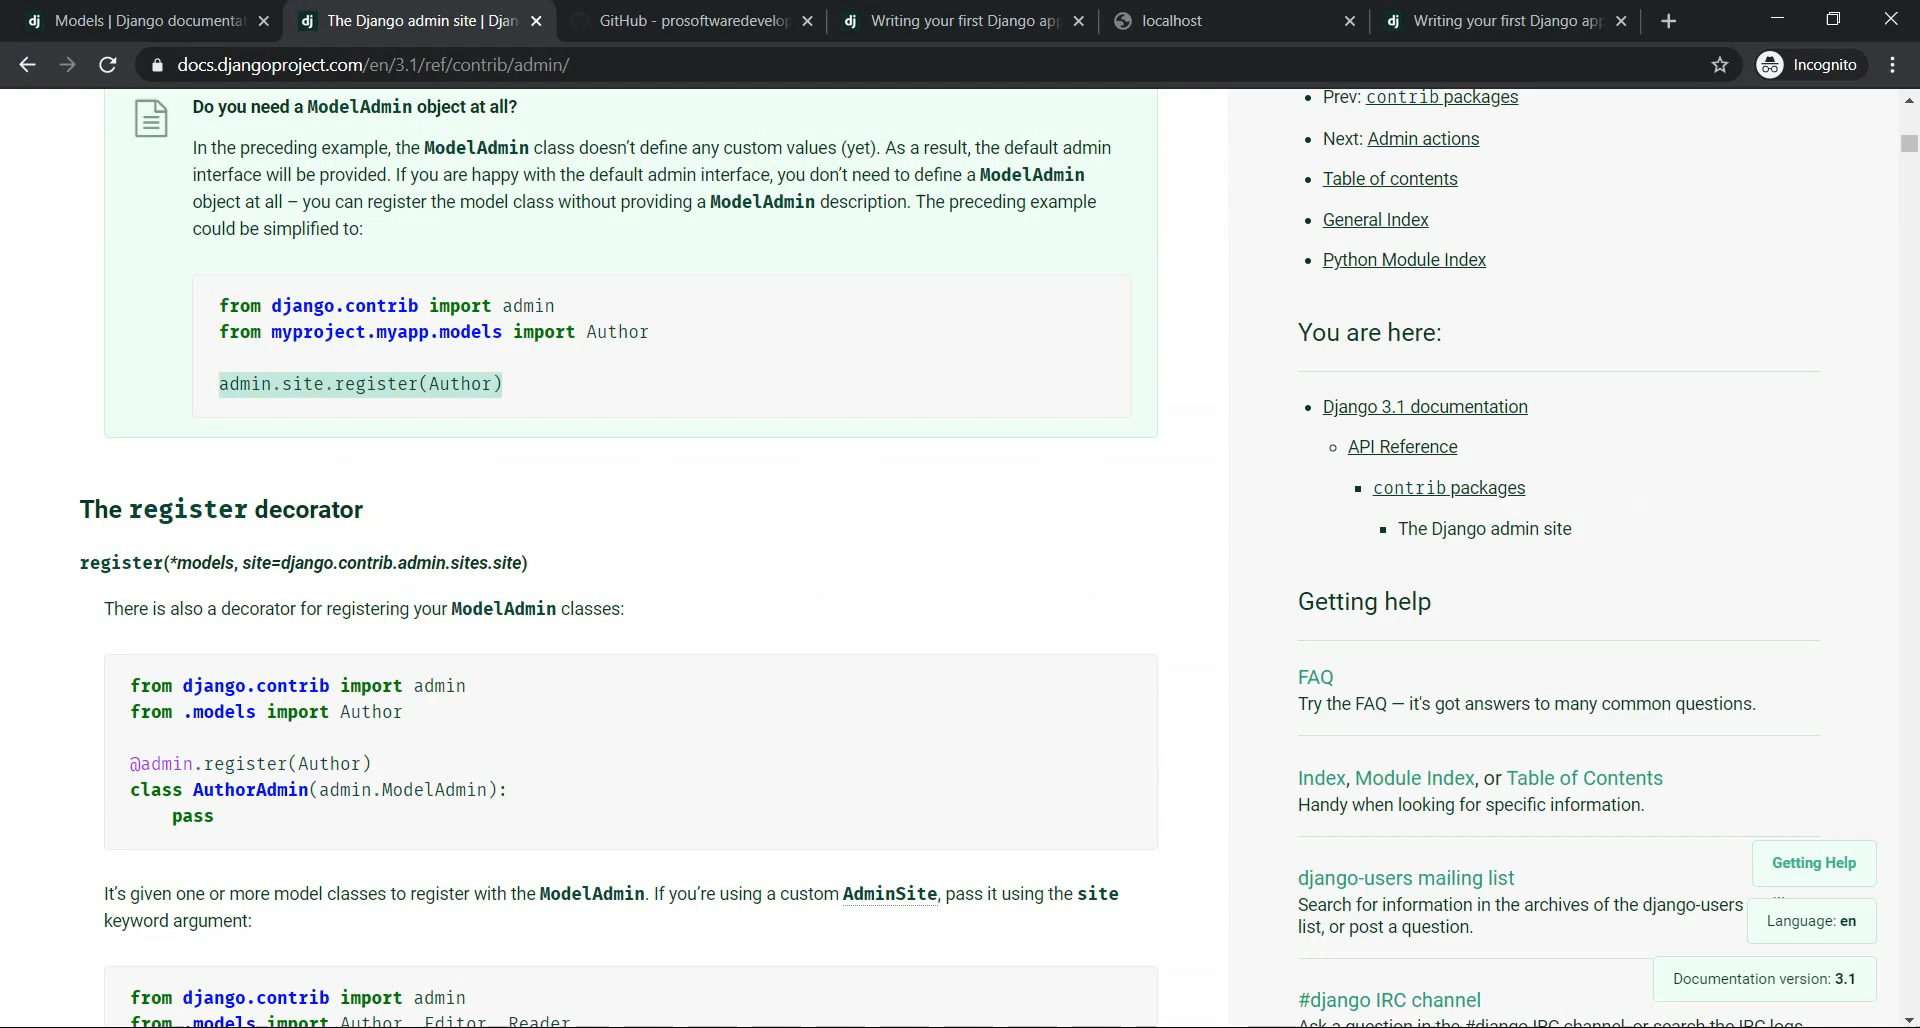 Models | Django documentat
The Django admin site | Djan
GitHub - prosoftwaredevelop
Writing your first Django app
localhost
Writing your first Django app
docs.djangoproject.com/en/3.1/ref/contrib/admin/
Incognito
Do you need a ModelAdmin object at all?
In the preceding example, the ModelAdmin class doesn’t define any custom values (yet). As a result, the default admin
interface will be provided. If you are happy with the default admin interface, you don’t need to define a ModelAdmin
object at all – you can register the model class without providing a ModelAdmin description. The preceding example
could be simplified to:
from django.contrib import admin
from myproject.myapp.models import Author
admin.site.register(Author)
The register decorator
register(*models, site=django.contrib.admin.sites.site)
There is also a decorator for registering your ModelAdmin classes:
from django.contrib import admin
from .models import Author
@admin.register(Author)
class AuthorAdmin(admin.ModelAdmin):
pass
It’s given one or more model classes to register with the ModelAdmin. If you’re using a custom AdminSite, pass it using the site
keyword argument:
from django.contrib import admin
from .models import Author, Editor, Reader
Prev: contrib packages
Next: Admin actions
Table of contents
General Index
Python Module Index
You are here:
Django 3.1 documentation
API Reference
contrib packages
The Django admin site
Getting help
FAQ
Try the FAQ — it's got answers to many common questions.
Index, Module Index, or Table of Contents
Handy when looking for specific information.
django-users mailing list
Search for information in the archives of the django-users
list, or post a question.
#django IRC channel
Ask a question in the #django IRC channel, or search the IRC logs
Getting Help
Language: en
Documentation version: 3.1